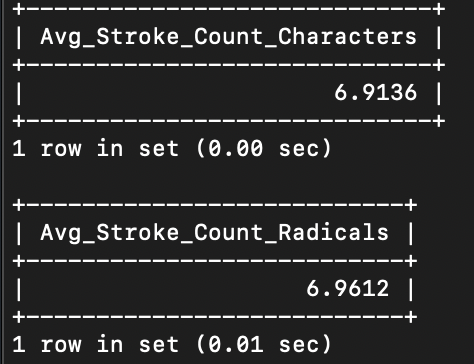 +-----------------------------+
| Avg_Stroke_Count_Characters |
+-----------------------------+
|                      6.9136 |
+-----------------------------+
1 row in set (0.00 sec)

+---------------------------+
| Avg_Stroke_Count_Radicals |
+---------------------------+
|                    6.9612 |
+---------------------------+
1 row in set (0.01 sec)